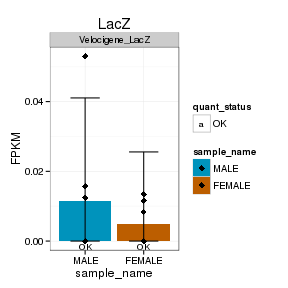 LacZ
Velocigene_LacZ
FPKM
0.04
0.02
0.00
OK OK
MALE FEMALE
sample_name
quant_status
a OK
sample_name
MALE
FEMALE